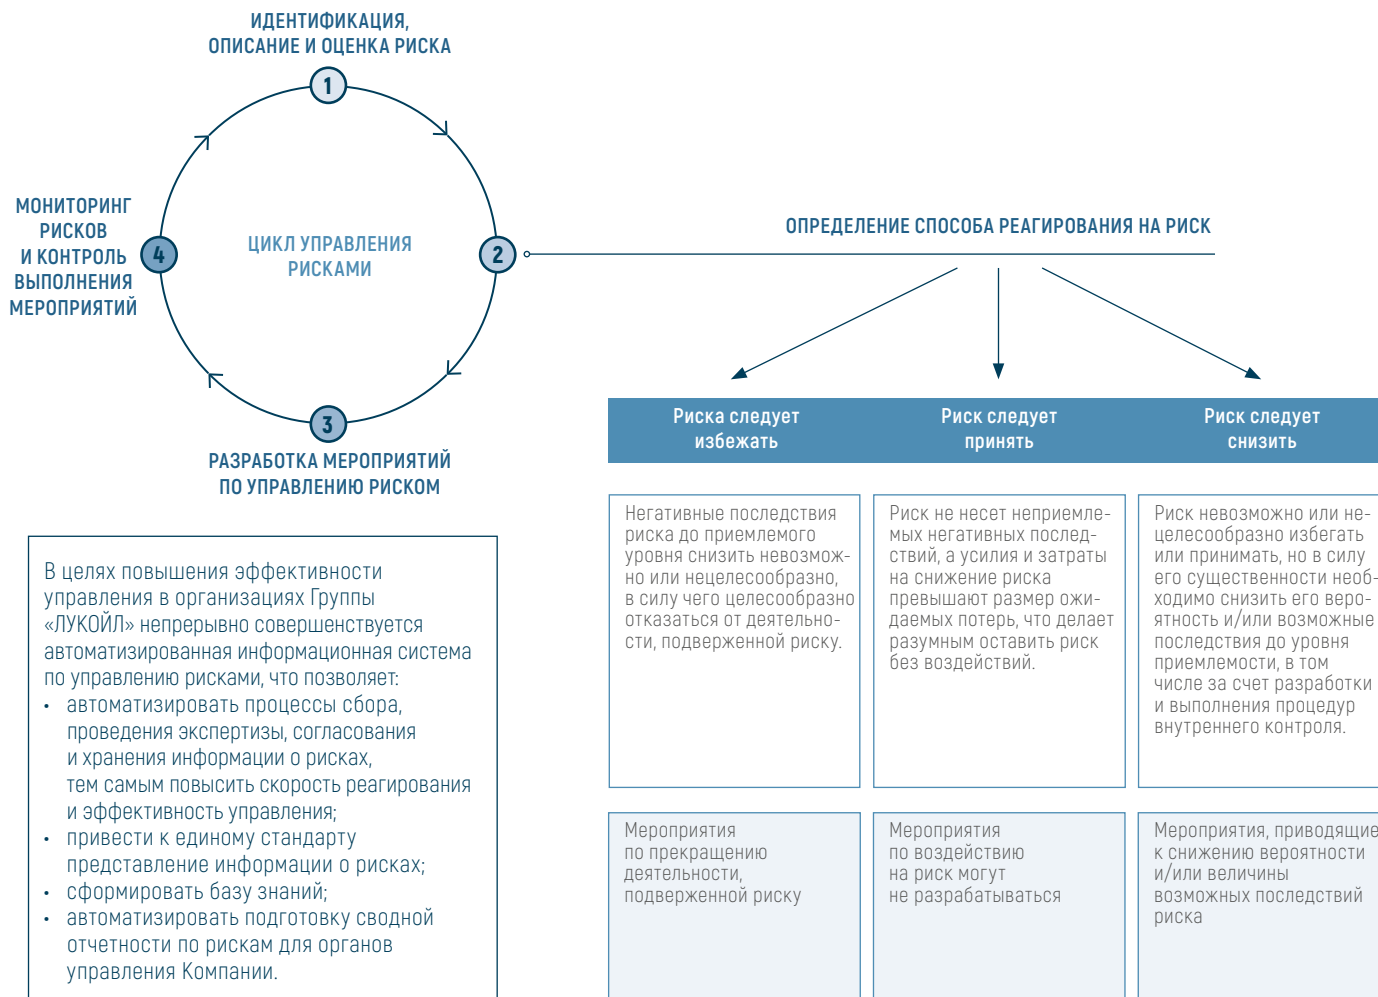 ИДЕНТИФИКАЦИЯ,
ОПИСАНИЕ И ОЦЕНКА РИСКА
1
МОНИТОРИНГ
РИСКОВ
И КОНТРОЛЬ
ВЫПОЛНЕНИЯ
МЕРОПРИЯТИЙ
4
ЦИКЛ УПРАВЛЕНИЯ
РИСКАМИ
2
ОПРЕДЕЛЕНИЕ СПОСОБА РЕАГИРОВАНИЯ НА РИСК
3
РАЗРАБОТКА МЕРОПРИЯТИЙ
ПО УПРАВЛЕНИЮ РИСКОМ
Риска следует
избежать
Риск следует
принять
Риск следует
снизить
Негативные последствия
риска до приемлемого
уровня снизить невозмож-
но или нецелесообразно,
в силу чего целесообразно
отказаться от деятельно-
сти, подверженной риску.
Риск не несет неприемле-
мых негативных послед-
ствий, а усилия и затраты
на снижение риска
превышают размер ожи-
даемых потерь, что делает
разумным оставить риск
без воздействий.
Риск невозможно или не-
целесообразно избегать
или принимать, но в силу
его существенности необ-
ходимо снизить его веро-
ятность и/или возможные
последствия до уровня
приемлемости, в том
числе за счет разработки
и выполнения процедур
внутреннего контроля.
Мероприятия
по прекращению
деятельности,
подверженной риску
Мероприятия
по воздействию
на риск могут
не разрабатываться
Мероприятия, приводящие
к снижению вероятности
и/или величины
возможных последствий
риска
В целях повышения эффективности
управления в организациях Группы
«ЛУКОЙЛ» непрерывно совершенствуется
автоматизированная информационная система
по управлению рисками, что позволяет:
• автоматизировать процессы сбора,
проведения экспертизы, согласования
и хранения информации о рисках,
тем самым повысить скорость реагирования
и эффективность управления;
• привести к единому стандарту
представление информации о рисках;
• сформировать базу знаний;
• автоматизировать подготовку сводной
отчетности по рискам для органов
управления Компании.